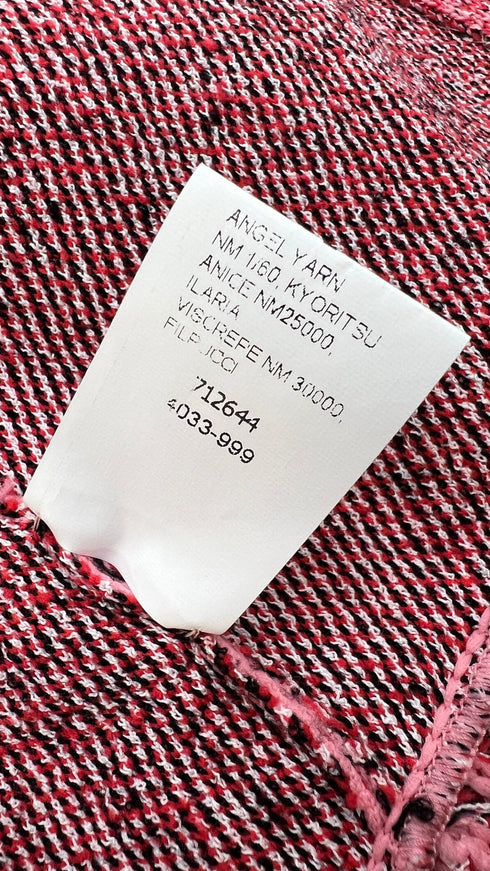 ANGEL YARN
NM 1/60, KYORITSU
ANICE NM25000,
ILARIA
VISCREPE NM 30000,
FILPUCCI
712644
4033-999